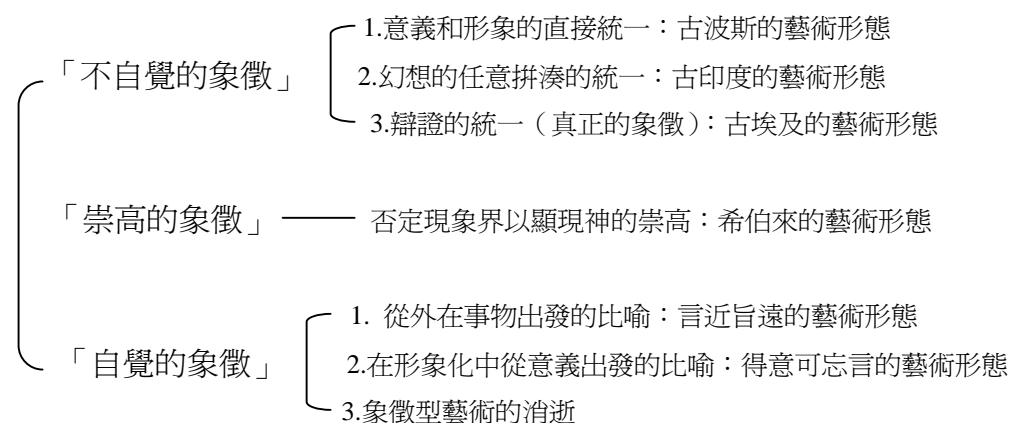 1.意義和形象的直接統一：古波斯的藝術形態
「不自覺的象徵」
2.幻想的任意拼湊的統一：古印度的藝術形態
3.辯證的統一（真正的象徵）：古埃及的藝術形態
「崇高的象徵」
否定現象界以顯現神的崇高：希伯來的藝術形態
1. 從外在事物出發的比喻：言近旨遠的藝術形態
「自覺的象徵」
2.在形象化中從意義出發的比喻：得意可忘言的藝術形態
3.象徵型藝術的消逝